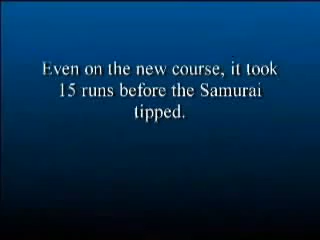 Even on the new course, it took
15 runs before the Samurai
tipped.